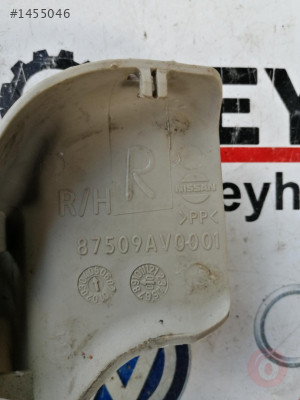 #1455046
EY
eyh
R
R/H
NISSAN
>PP<
87509AV0001